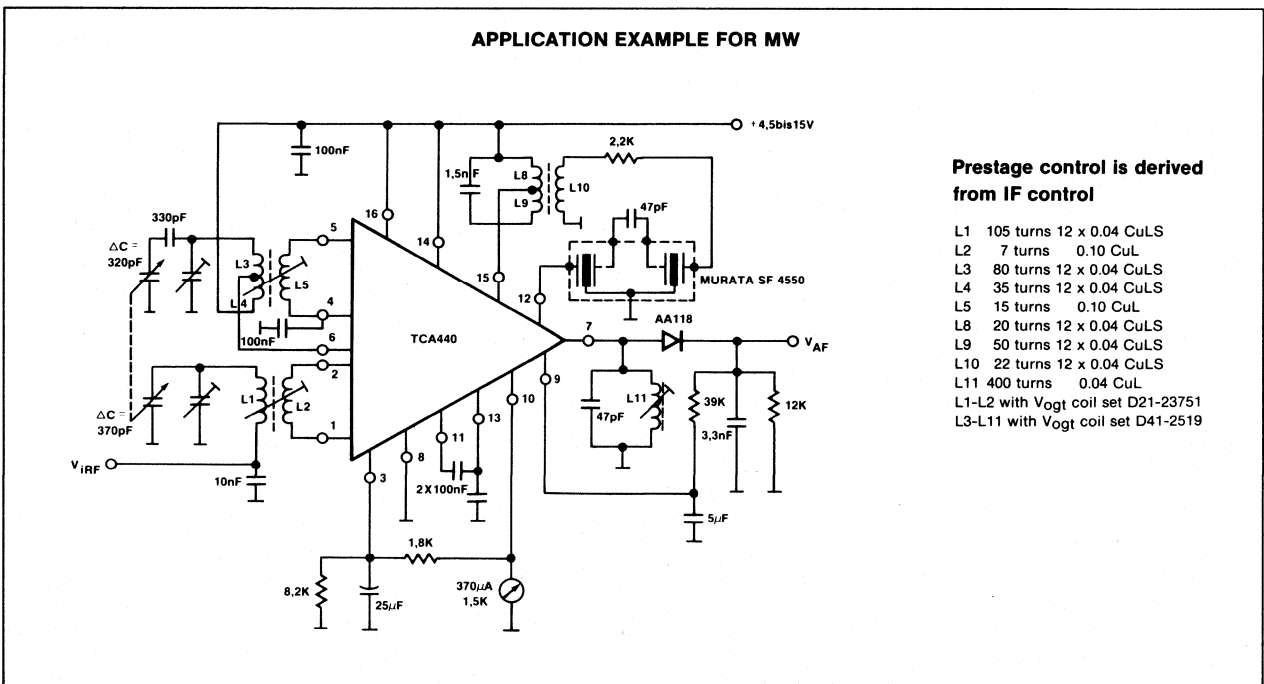 APPLICATION EXAMPLE FOR MW
+4,5bis15V
100nF
2,2K
1,5nF
L8
L9
L10
47pF
MURATA SF 4550
330pF
ΔC =
320pF
L3
L4
L5
100nF
16
14
15
12
5
4
6
2
1
TCA440
7
AA118
VAF
9
10
13
11
8
3
ΔC =
370pF
L1
L2
ViRF
10nF
2X100nF
47pF
L11
39K
3,3nF
12K
5μF
1,8K
8,2K
25μF
370μA
1,5K
Prestage control is derived
from IF control
L1 105 turns 12 x 0.04 CuLS
L2 7 turns 0.10 CuL
L3 80 turns 12 x 0.04 CuLS
L4 35 turns 12 x 0.04 CuLS
L5 15 turns 0.10 CuL
L8 20 turns 12 x 0.04 CuLS
L9 50 turns 12 x 0.04 CuLS
L10 22 turns 12 x 0.04 CuLS
L11 400 turns 0.04 CuL
L1-L2 with Vogt coil set D21-23751
L3-L11 with Vogt coil set D41-2519